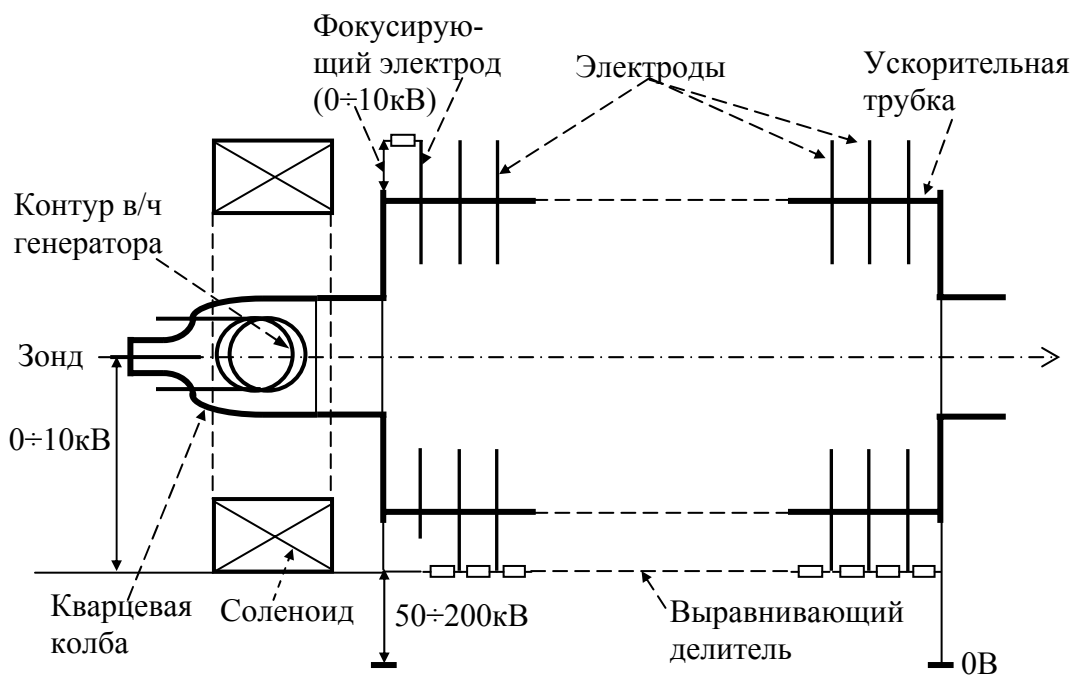 Фокусирую-
щий электрод
(0÷10кВ)
Электроды
Ускорительная
трубка
Контур в/ч
генератора
Зонд
0÷10кВ
Кварцевая
колба
Соленоид
50÷200кВ
Выравнивающий
делитель
0В